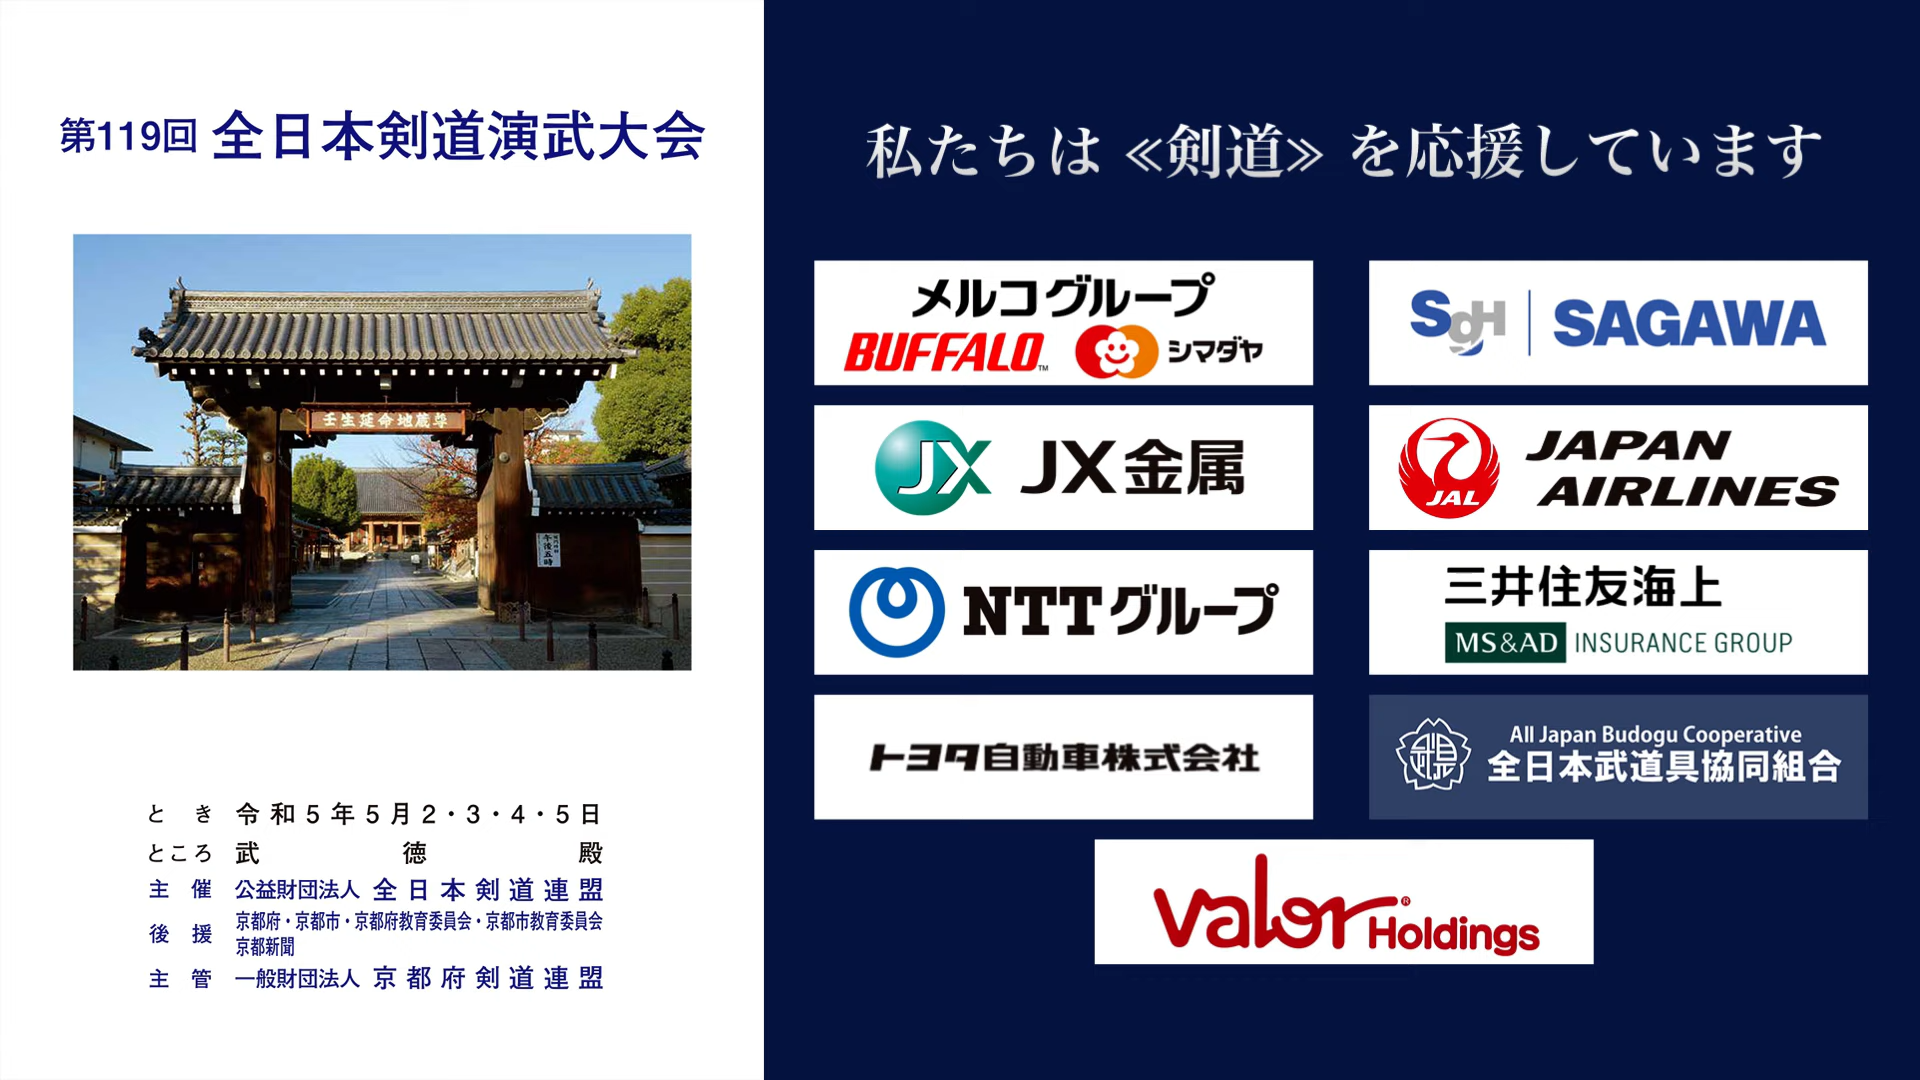 第119回 全日本剣道演武大会
壬生延命地蔵尊
午後五時
とき 令和5年5月2・3・4・5日
ところ 武徳殿
主催 公益財団法人 全日本剣道連盟
後援 京都府・京都市・京都府教育委員会・京都市教育委員会
京都新聞
主管 一般財団法人 京都府剣道連盟
私たちは≪剣道≫を応援しています
メルコグループ
BUFFALO™ シマダヤ
SGH SAGAWA
JX JX金属
JAL JAPAN
AIRLINES
NTTグループ
三井住友海上
MS&AD INSURANCE GROUP
トヨタ自動車株式会社
All Japan Budogu Cooperative
全日本武道具協同組合
valor® Holdings